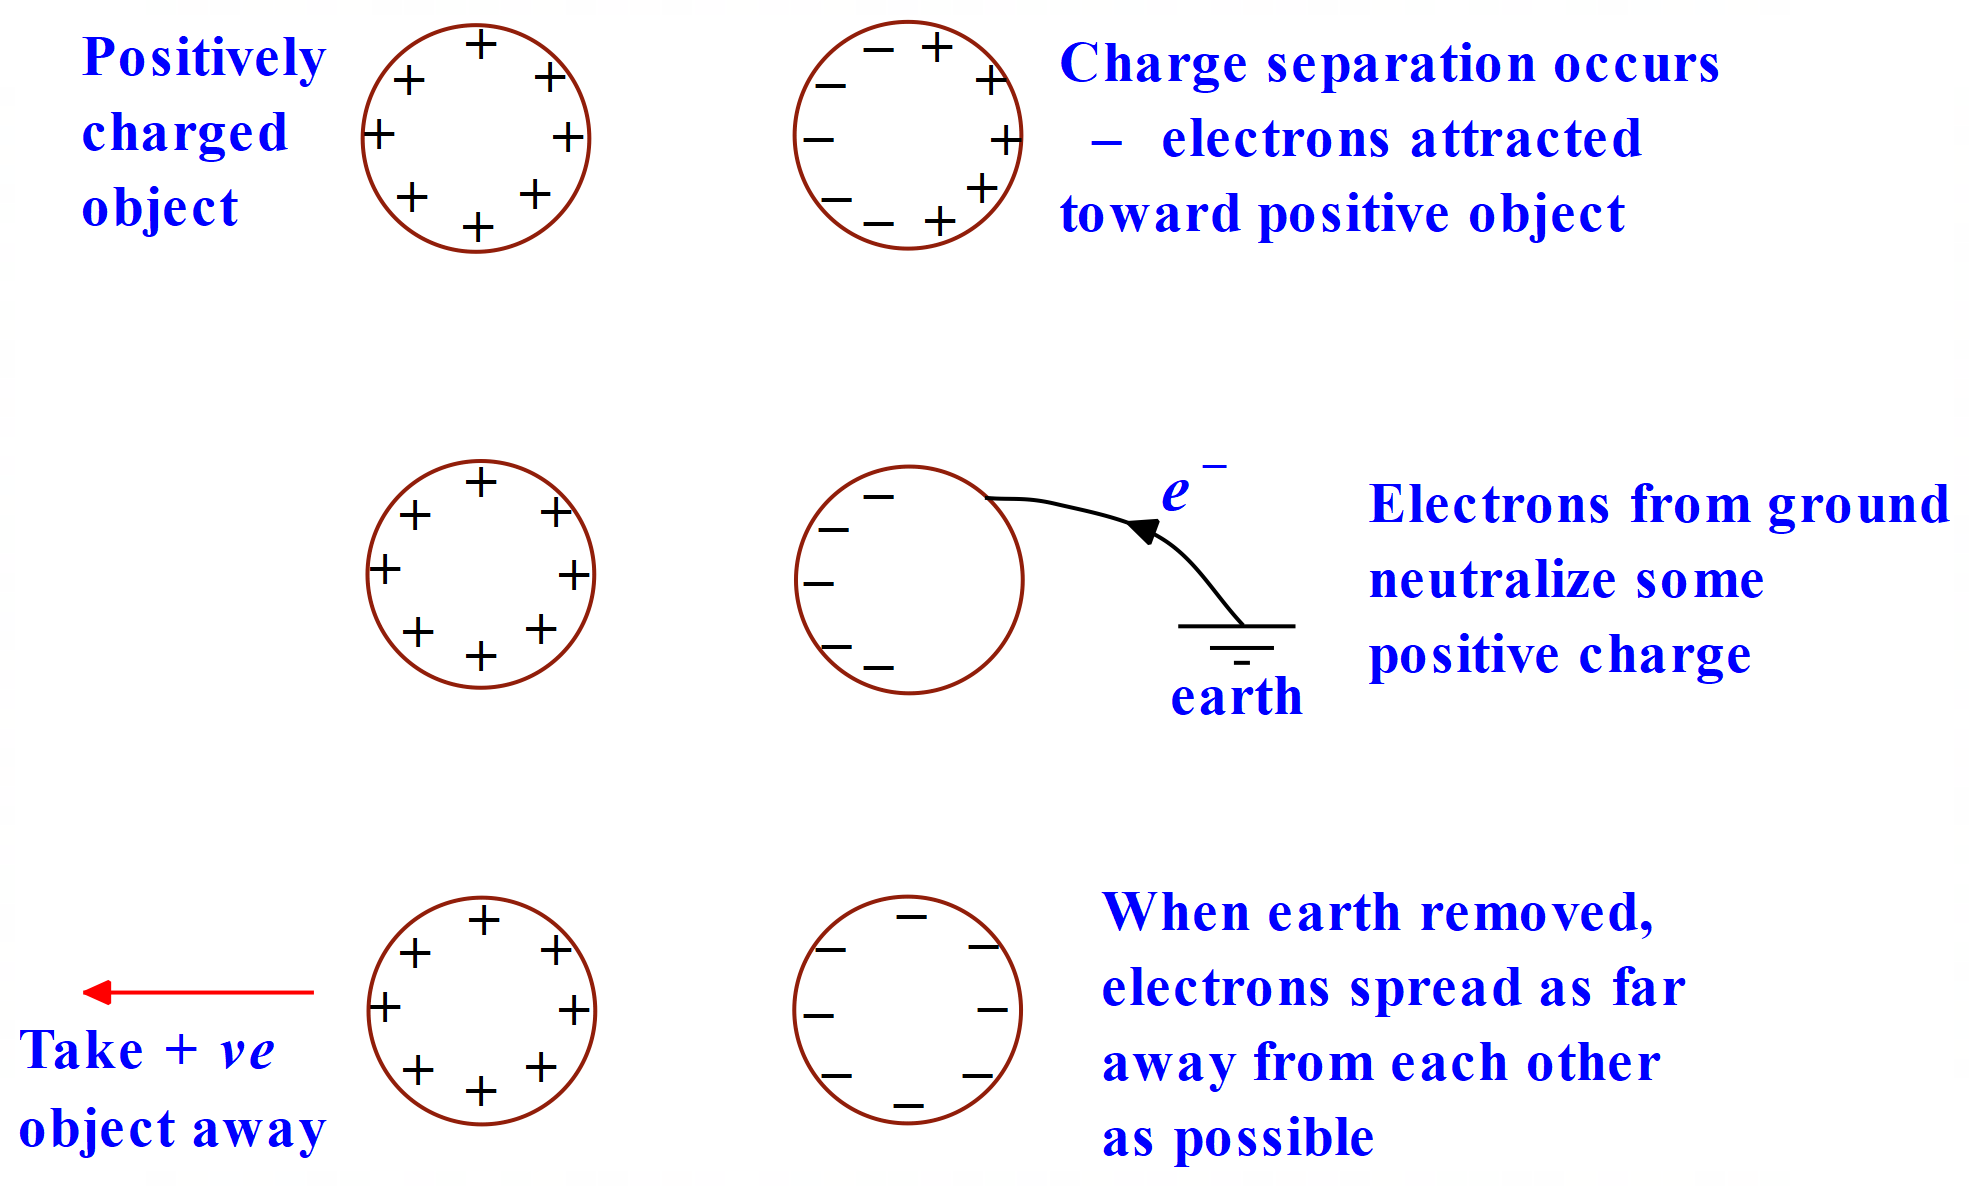 Positively
charged
object
Charge separation occurs
– electrons attracted
toward positive object
e⁻
earth
Electrons from ground
neutralize some
positive charge
Take + ve
object away
When earth removed,
electrons spread as far
away from each other
as possible